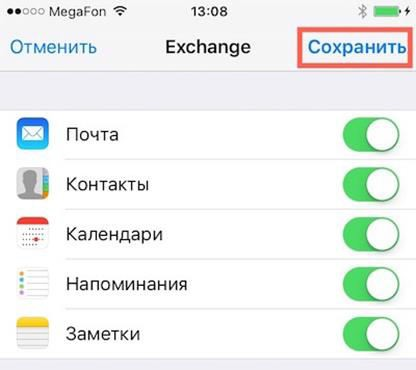 MegaFon 13:08
Отменить Exchange Сохранить
Почта
Контакты
Календари
Напоминания
Заметки